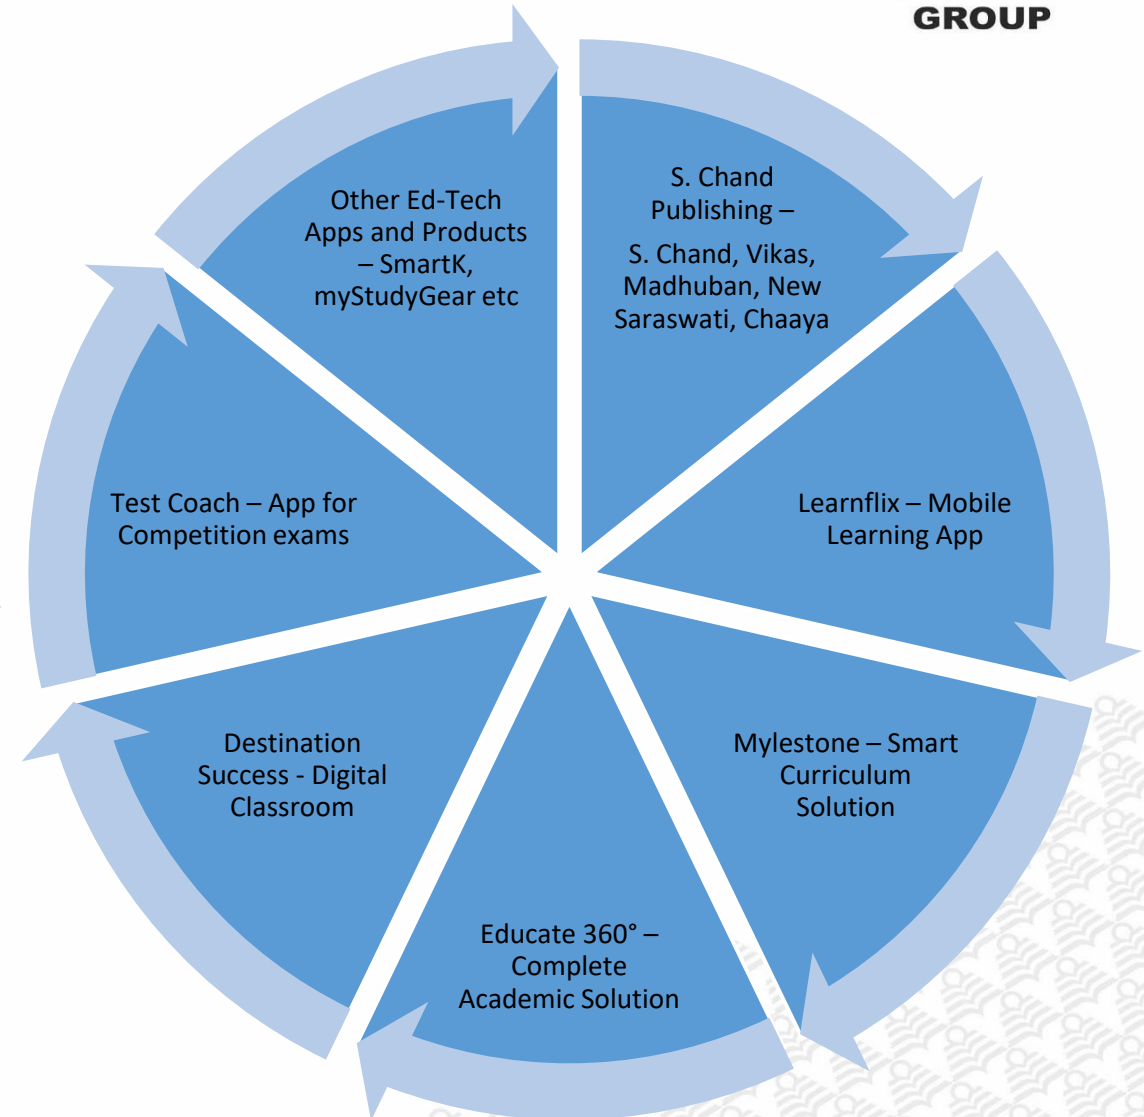 GROUP
S. Chand
Publishing –
S. Chand, Vikas,
Madhuban, New
Saraswati, Chaaya
Learnflix – Mobile
Learning App
Mylestone – Smart
Curriculum
Solution
Educate 360° –
Complete
Academic Solution
Destination
Success - Digital
Classroom
Test Coach – App for
Competition exams
Other Ed-Tech
Apps and Products
– SmartK,
myStudyGear etc